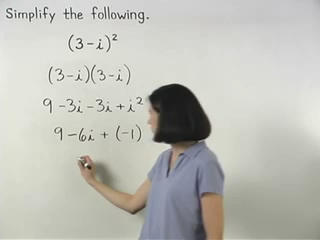 Simplify the following.
(3-i)²
(3-i)(3-i)
9-3i-3i+i²
9-6i+(-1)